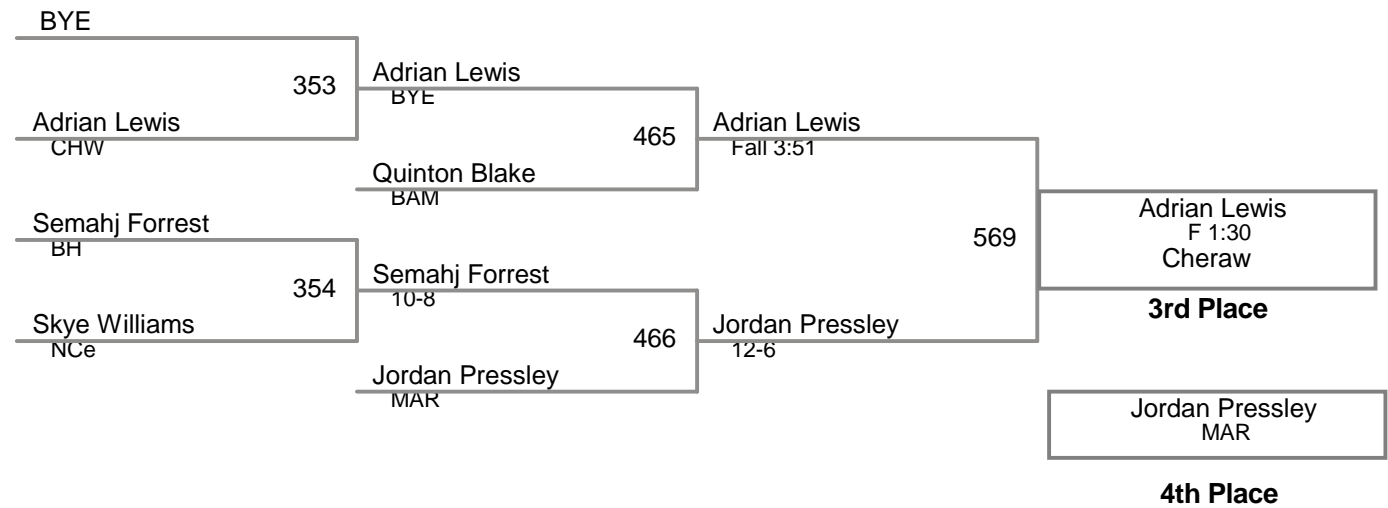 BYE
353
Adrian Lewis
BYE
Adrian Lewis
CHW
465
Adrian Lewis
Fall 3:51
Quinton Blake
BAM
Semahj Forrest
BH
354
Semahj Forrest
10-8
Skye Williams
NCe
466
Jordan Pressley
12-6
Jordan Pressley
MAR
569
Adrian Lewis
F 1:30
Cheraw
3rd Place
Jordan Pressley
MAR
4th Place